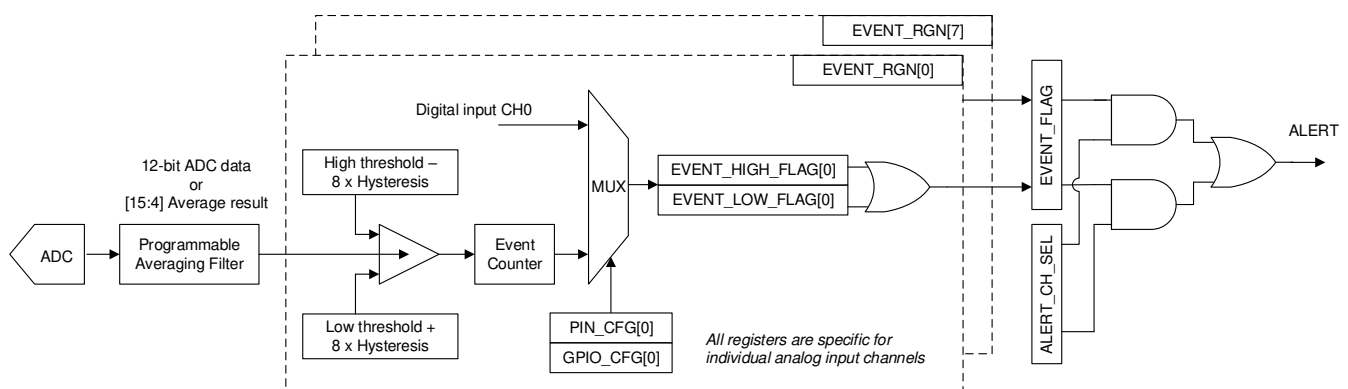 EVENT_RGN[7]
EVENT_RGN[0]
Digital input CH0
12-bit ADC data
or
[15:4] Average result
High threshold –
8 x Hysteresis
ADC
Programmable
Averaging Filter
Event
Counter
Low threshold +
8 x Hysteresis
MUX
PIN_CFG[0]
GPIO_CFG[0]
EVENT_HIGH_FLAG[0]
EVENT_LOW_FLAG[0]
All registers are specific for
individual analog input channels
EVENT_FLAG
ALERT_CH_SEL
ALERT